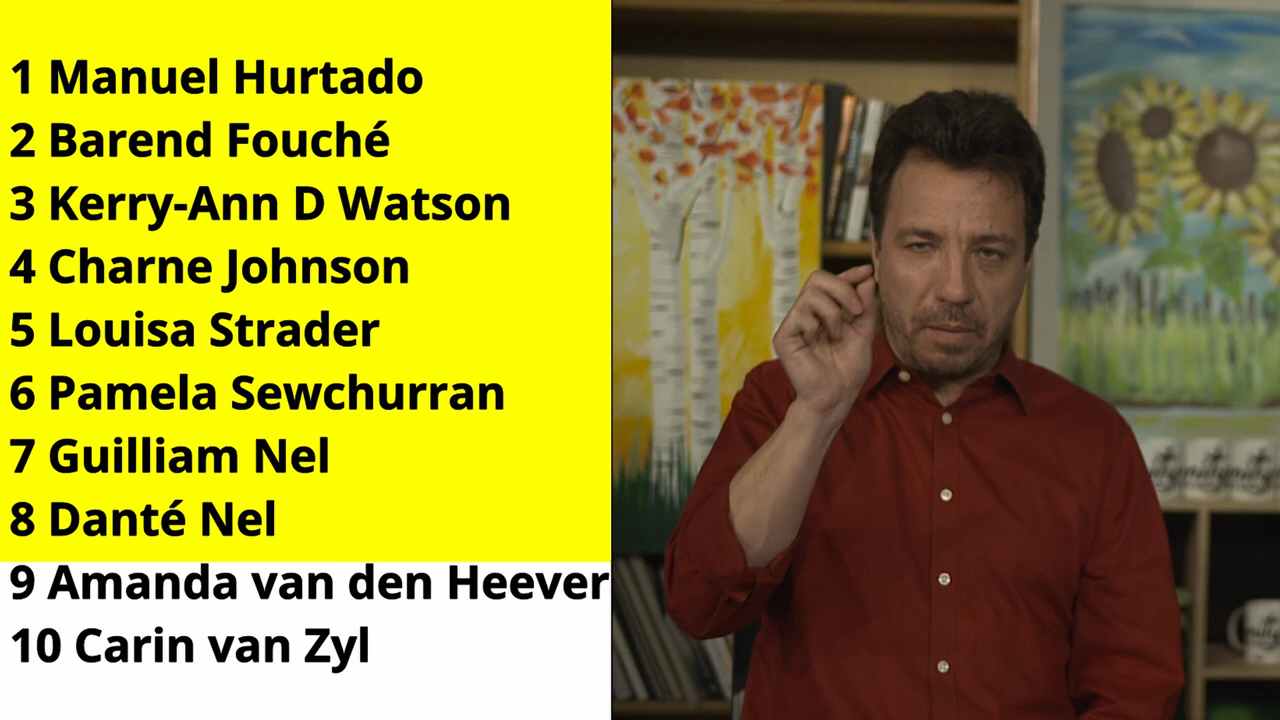 1 Manuel Hurtado
2 Barend Fouché
3 Kerry-Ann D Watson
4 Charne Johnson
5 Louisa Strader
6 Pamela Sewchurran
7 Guilliam Nel
8 Danté Nel
9 Amanda van den Heever
10 Carin van Zyl